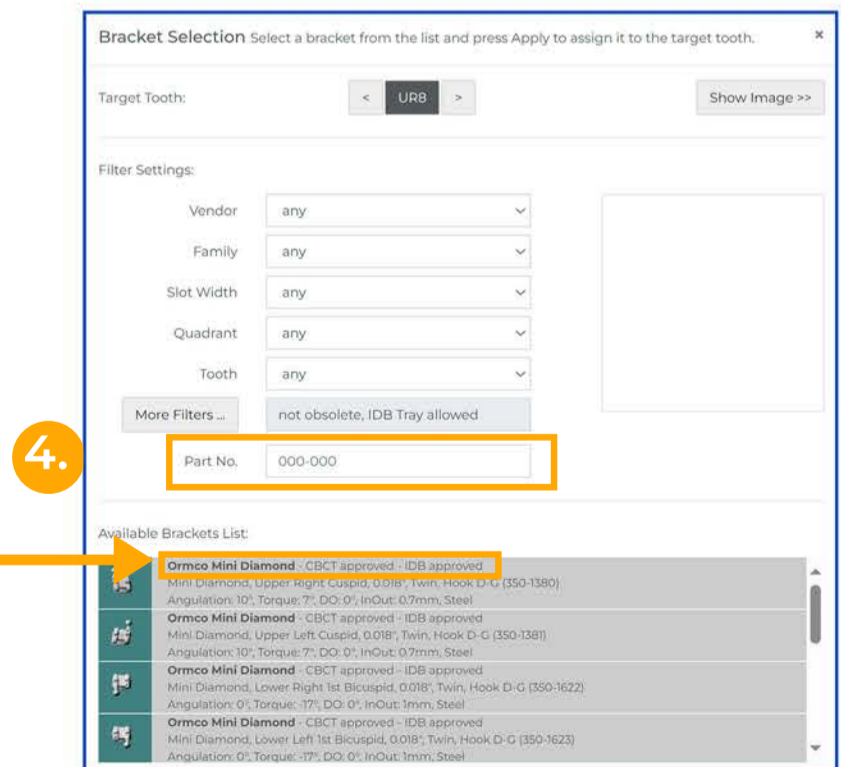 Bracket Selection Select a bracket from the list and press Apply to assign it to the target tooth. ×
Target Tooth: < UR8 > Show Image >>
Filter Settings:
Vendor any
Family any
Slot Width any
Quadrant any
Tooth any
More Filters ... not obsolete, IDB Tray allowed
4. Part No. 000-000
Available Brackets List:
Ormco Mini Diamond - CBCT approved - IDB approved
Mini Diamond, Upper Right Cuspid, 0.018", Twin, Hook D-G (350-1380)
Angulation: 10°, Torque: 7°, DO: 0°, InOut: 0.7mm, Steel
Ormco Mini Diamond - CBCT approved - IDB approved
Mini Diamond, Upper Left Cuspid, 0.018", Twin, Hook D-G (350-1381)
Angulation: 10°, Torque: 7°, DO: 0°, InOut: 0.7mm, Steel
Ormco Mini Diamond - CBCT approved - IDB approved
Mini Diamond, Lower Right 1st Bicuspid, 0.018", Twin, Hook D-G (350-1622)
Angulation: 0°, Torque: -17°, DO: 0°, InOut: 1mm, Steel
Ormco Mini Diamond - CBCT approved - IDB approved
Mini Diamond, Lower Left 1st Bicuspid, 0.018", Twin, Hook D-G (350-1623)
Angulation: 0°, Torque: -17°, DO: 0°, InOut: 1mm, Steel